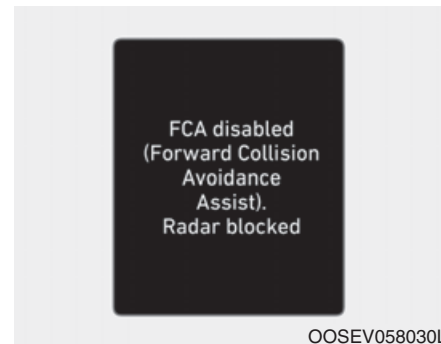 FCA disabled
(Forward Collision
Avoidance
Assist).
Radar blocked
OOSEV058030L